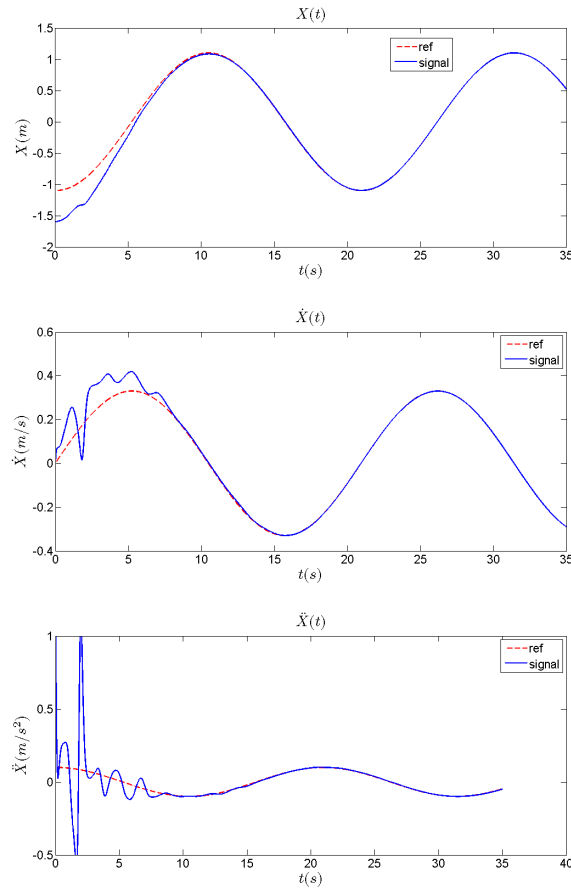 X(t)
1.5
1
0.5
0
-0.5
-1
-1.5
-2
X(m)
ref
signal
0 5 10 15 20 25 30 35
t(s)
Ẋ(t)
0.6
0.4
0.2
0
-0.2
-0.4
Ẋ(m/s)
ref
signal
0 5 10 15 20 25 30 35
t(s)
Ẍ(t)
1
0.5
0
-0.5
Ẍ(m/s²)
ref
signal
0 5 10 15 20 25 30 35 40
t(s)